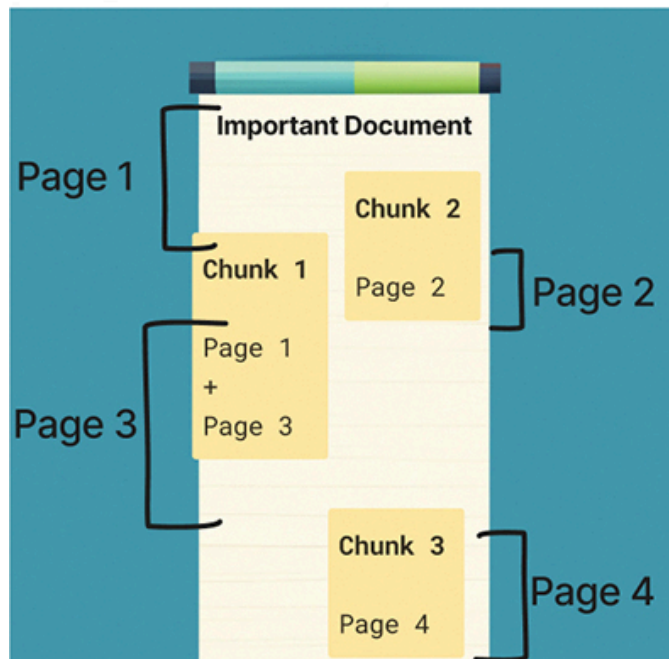 Important Document
Page 1
Chunk 2
Page 2
Page 2
Chunk 1
Page 1
+
Page 3
Page 3
Chunk 3
Page 4
Page 4